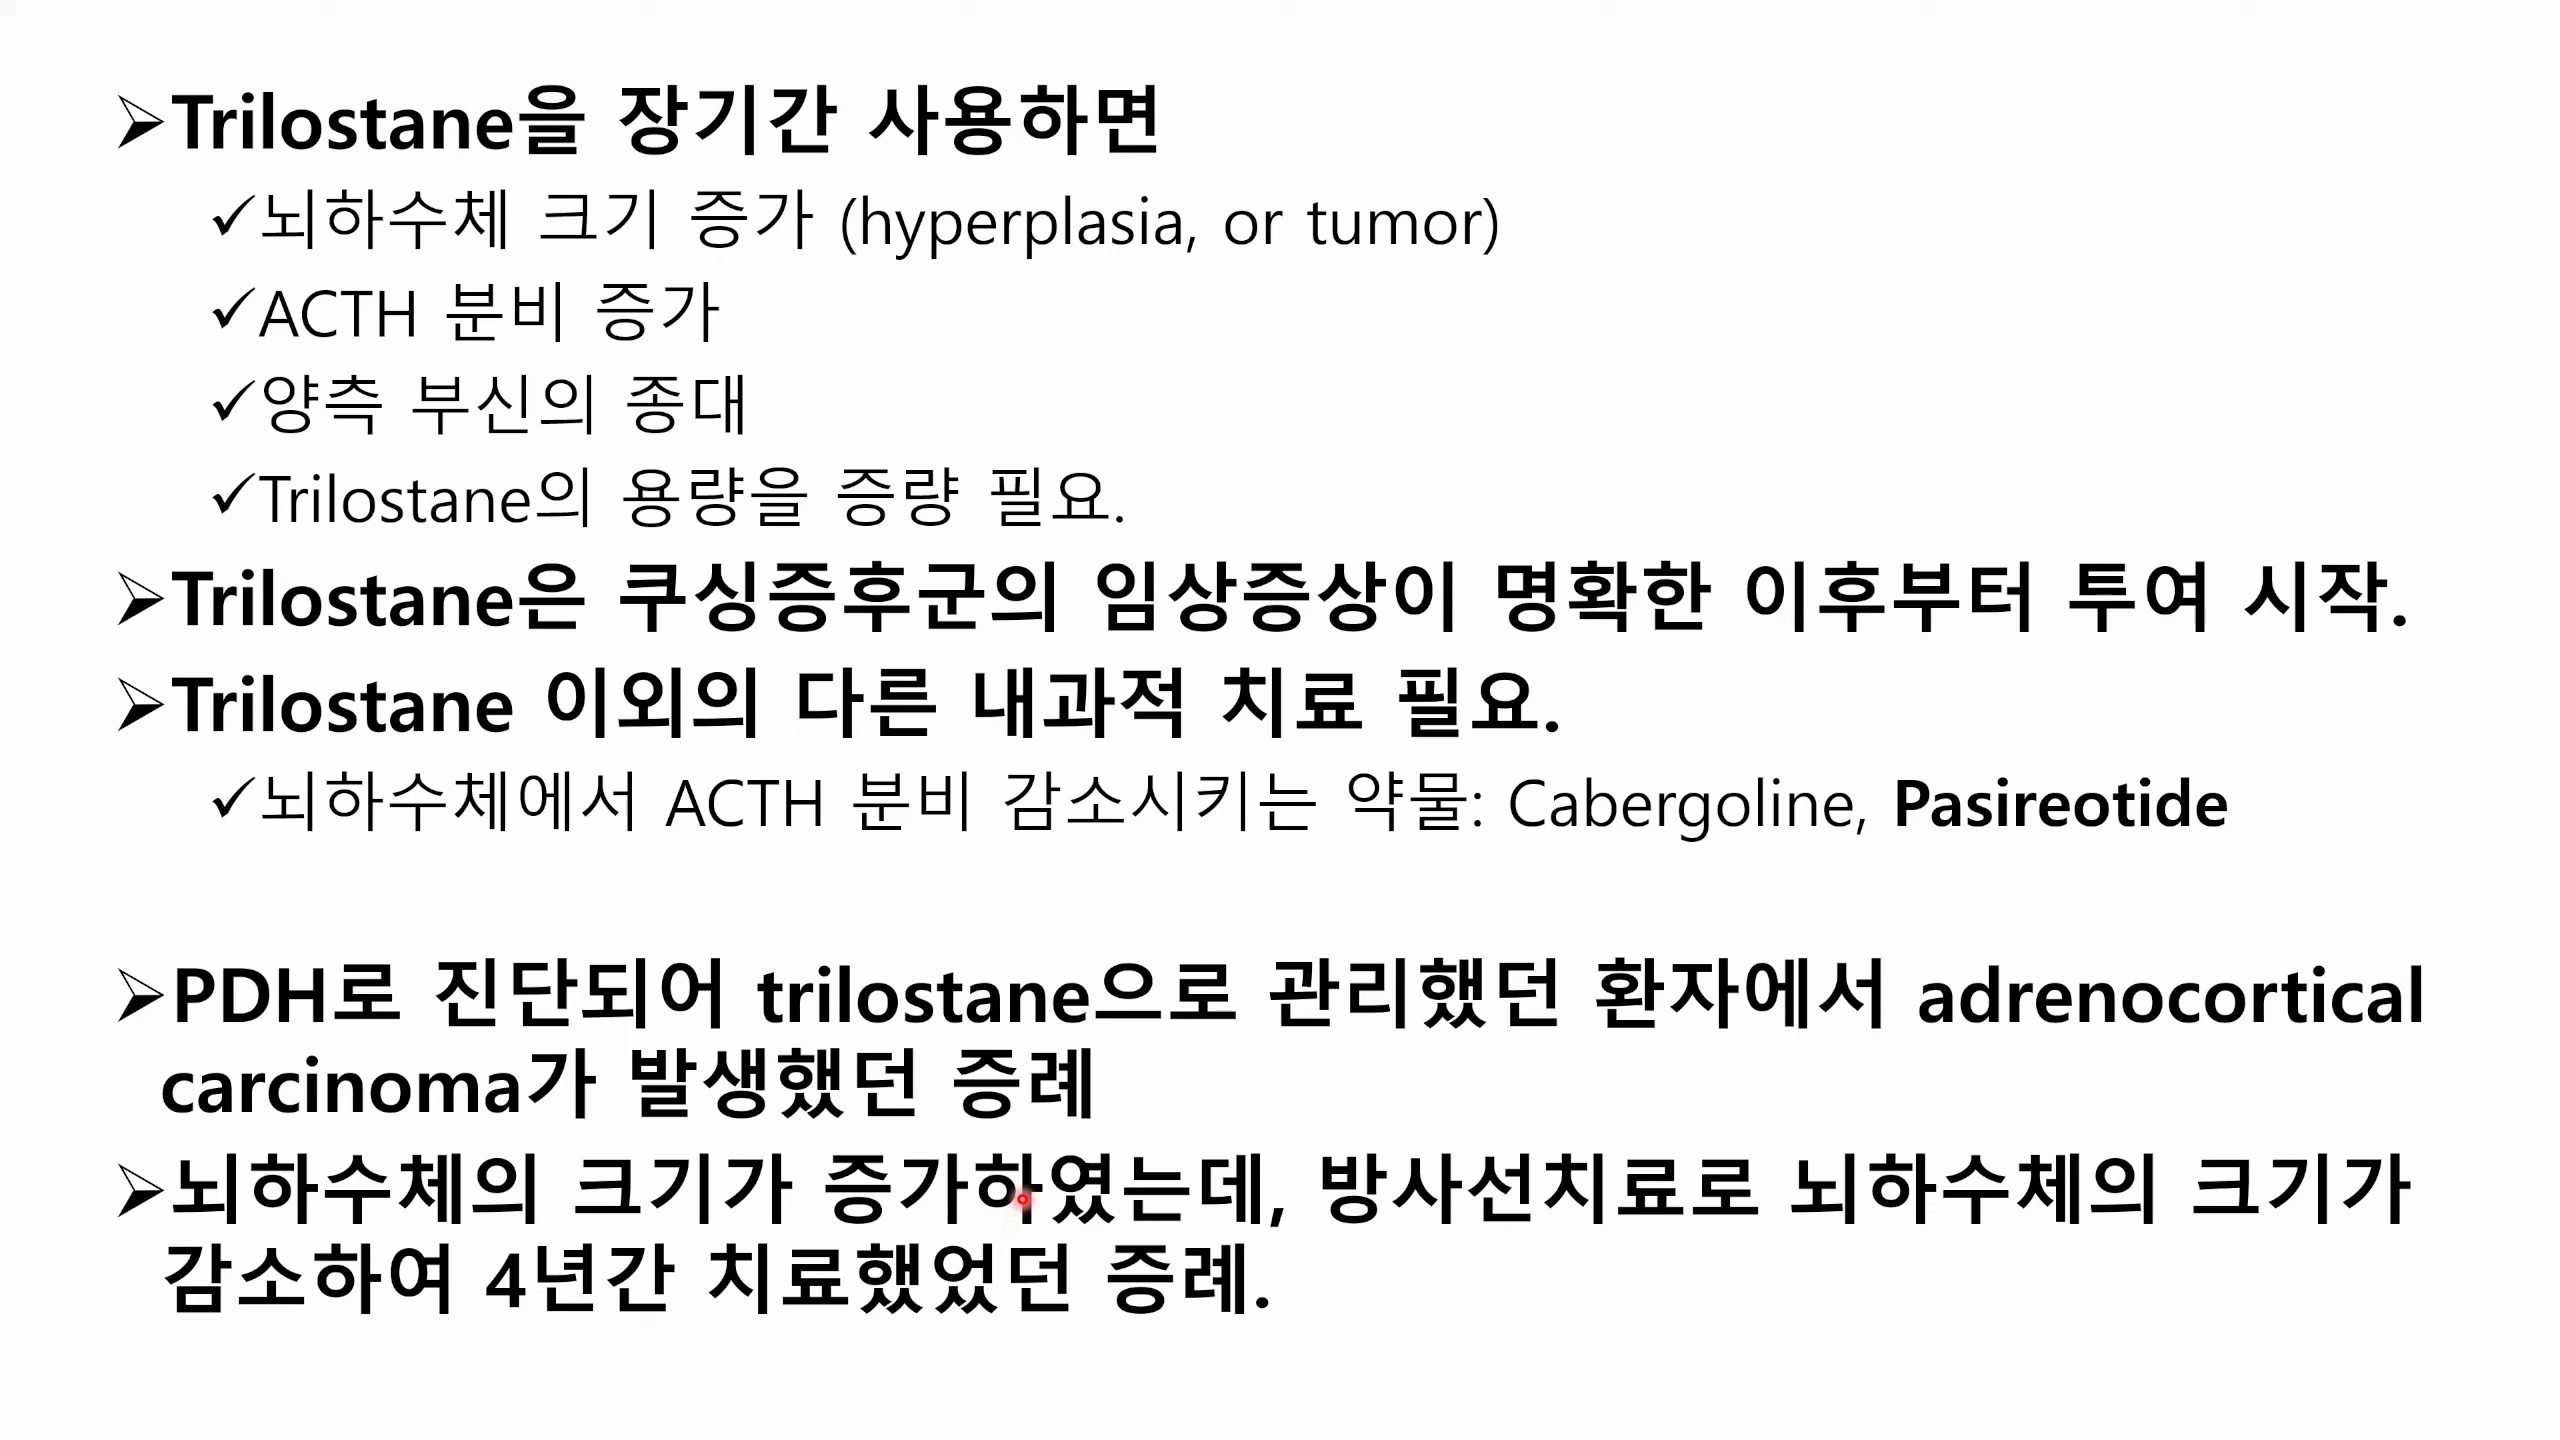 ➢Trilostane을 장기간 사용하면
✓뇌하수체 크기 증가 (hyperplasia, or tumor)
✓ACTH 분비 증가
✓양측 부신의 종대
✓Trilostane의 용량을 증량 필요.
➢Trilostane은 쿠싱증후군의 임상증상이 명확한 이후부터 투여 시작.
➢Trilostane 이외의 다른 내과적 치료 필요.
✓뇌하수체에서 ACTH 분비 감소시키는 약물: Cabergoline, Pasireotide
➢PDH로 진단되어 trilostane으로 관리했던 환자에서 adrenocortical
carcinoma가 발생했던 증례
➢뇌하수체의 크기가 증가하였는데, 방사선치료로 뇌하수체의 크기가
감소하여 4년간 치료했었던 증례.